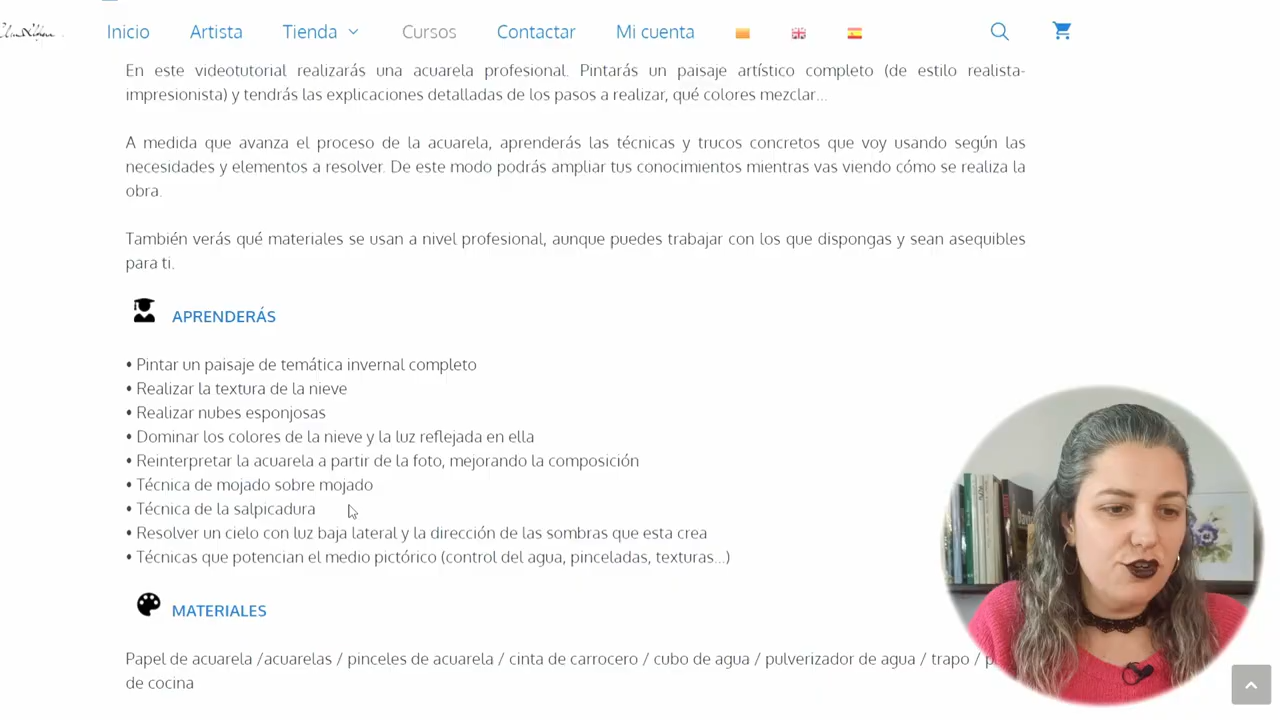 Inicio Artista Tienda Cursos Contactar Mi cuenta
En este videotutorial realizarás una acuarela profesional. Pintarás un paisaje artístico completo (de estilo realista-
impresionista) y tendrás las explicaciones detalladas de los pasos a realizar, qué colores mezclar...
A medida que avanza el proceso de la acuarela, aprenderás las técnicas y trucos concretos que voy usando según las
necesidades y elementos a resolver. De este modo podrás ampliar tus conocimientos mientras vas viendo cómo se realiza la
obra.
También verás qué materiales se usan a nivel profesional, aunque puedes trabajar con los que dispongas y sean asequibles
para ti.
APRENDERÁS
• Pintar un paisaje de temática invernal completo
• Realizar la textura de la nieve
• Realizar nubes esponjosas
• Dominar los colores de la nieve y la luz reflejada en ella
• Reinterpretar la acuarela a partir de la foto, mejorando la composición
• Técnica de mojado sobre mojado
• Técnica de la salpicadura
• Resolver un cielo con luz baja lateral y la dirección de las sombras que esta crea
• Técnicas que potencian el medio pictórico (control del agua, pinceladas, texturas...)
MATERIALES
Papel de acuarela /acuarelas / pinceles de acuarela / cinta de carrocero / cubo de agua / pulverizador de agua / trapo /
de cocina